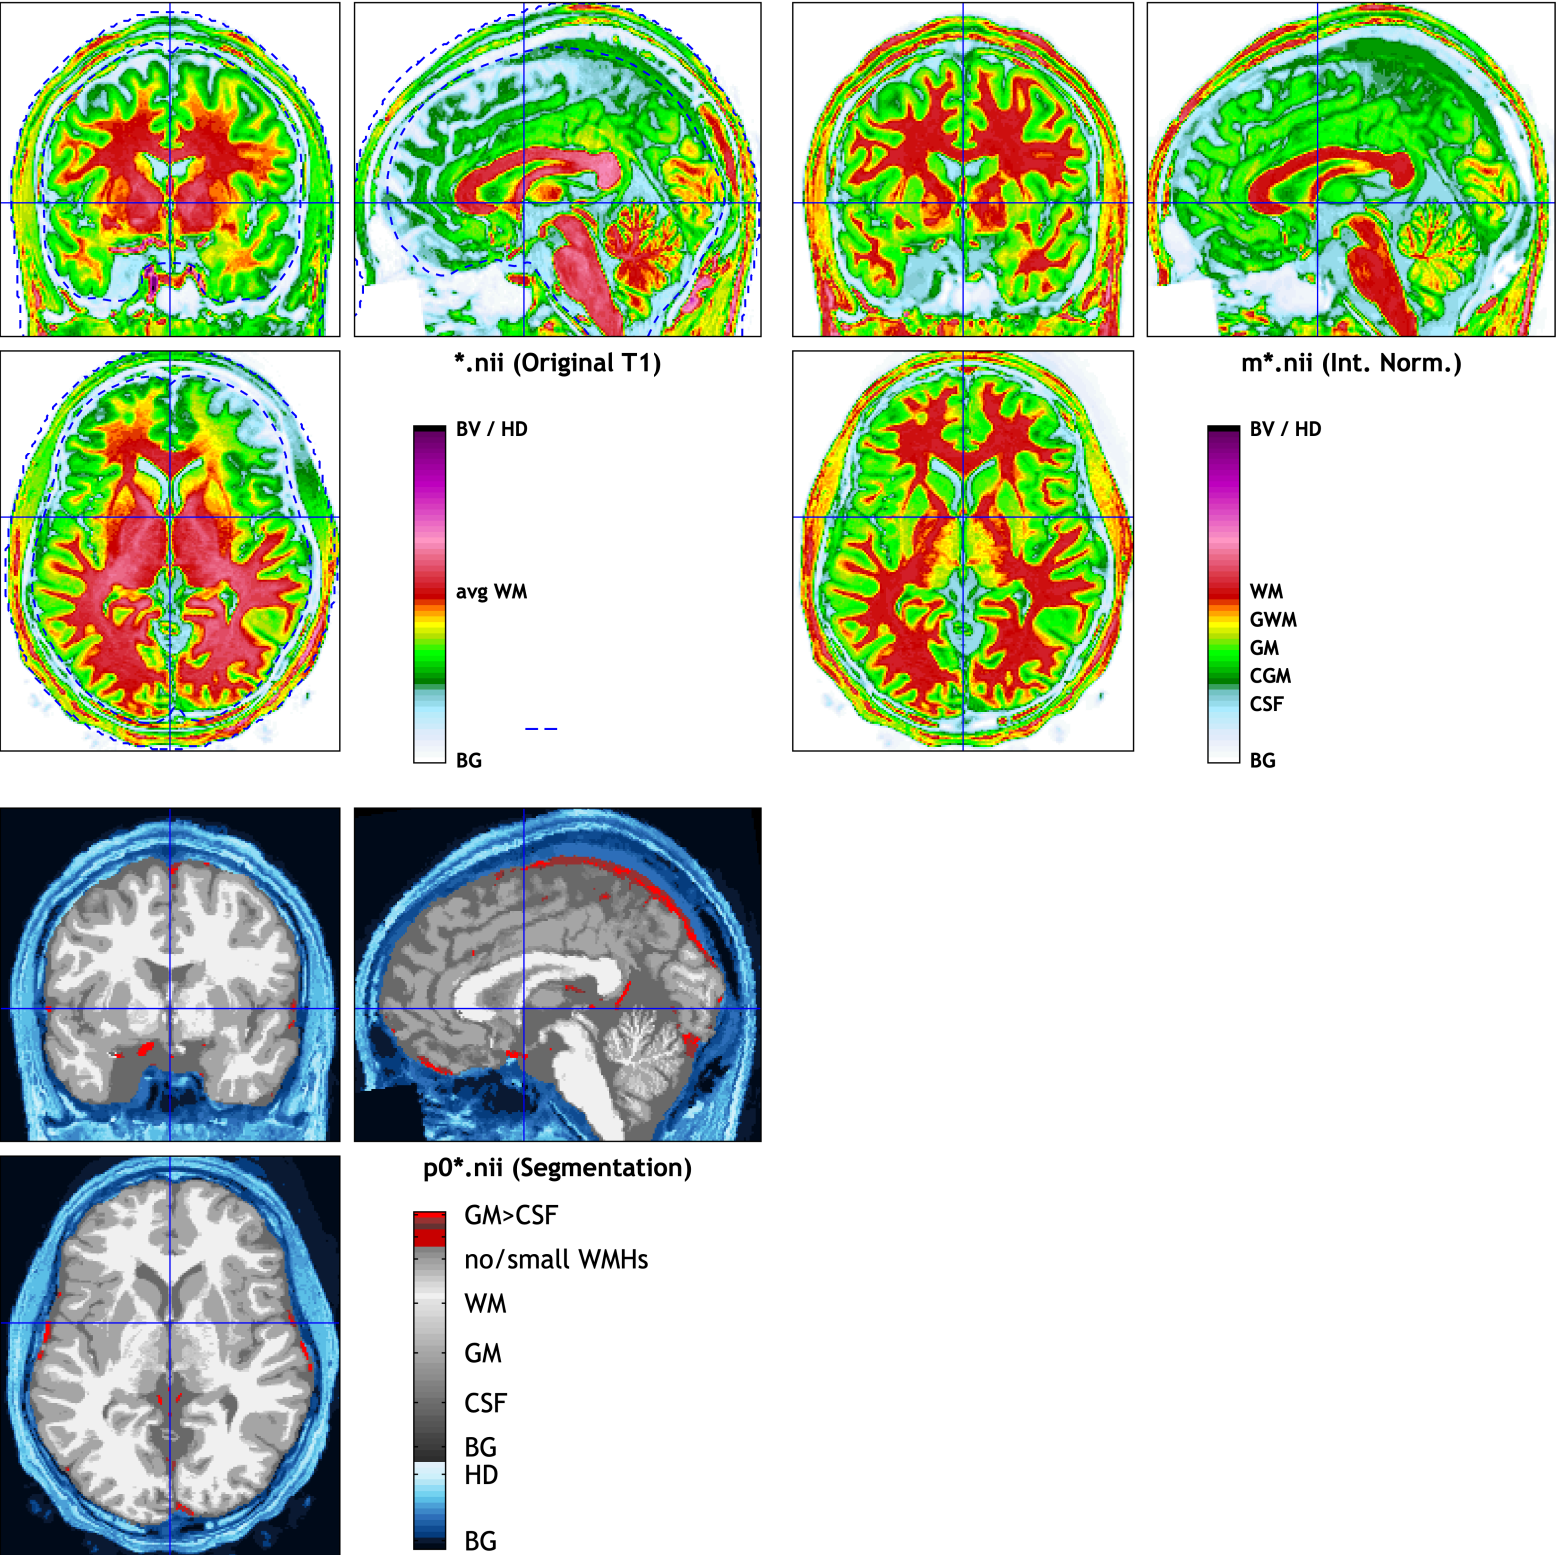 *.nii (Original T1)
BV / HD
avg WM
BG
m*.nii (Int. Norm.)
BV / HD
WM
GWM
GM
CGM
CSF
BG
p0*.nii (Segmentation)
GM>CSF
no/small WMHs
WM
GM
CSF
BG
HD
BG